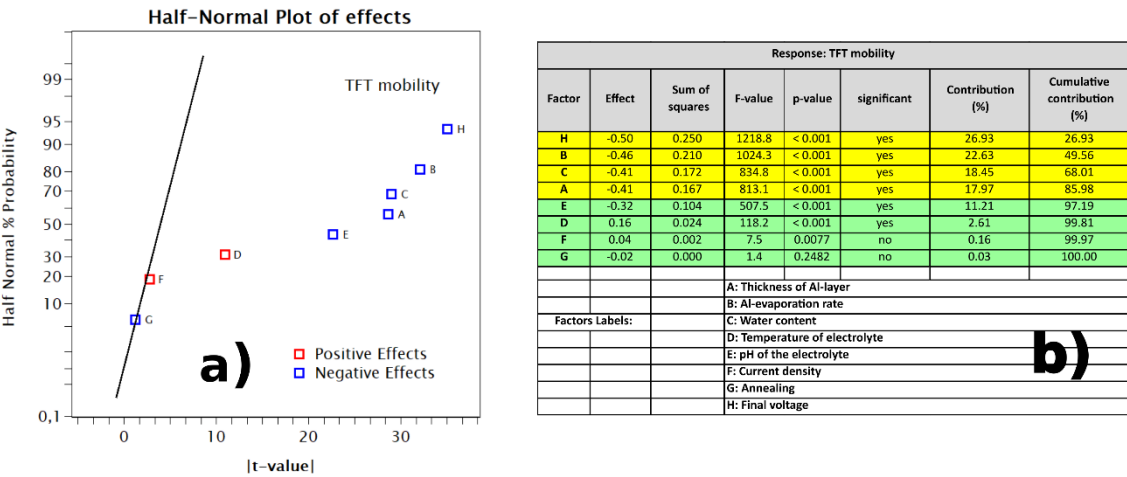 Half-Normal Plot of effects
TFT mobility
Half Normal % Probability
99
95
90
80
70
50
30
20
10
0,1
H
B
C
A
E
D
F
G
Positive Effects
Negative Effects
a)
0 10 20 30
|t-value|
Response: TFT mobility
Factor Effect Sum of squares F-value p-value significant Contribution (%) Cumulative contribution (%)
H -0.50 0.250 1218.8 < 0.001 yes 26.93 26.93
B -0.46 0.210 1024.3 < 0.001 yes 22.63 49.56
C -0.41 0.172 834.8 < 0.001 yes 18.45 68.01
A -0.41 0.167 813.1 < 0.001 yes 17.97 85.98
E -0.32 0.104 507.5 < 0.001 yes 11.21 97.19
D 0.16 0.024 118.2 < 0.001 yes 2.61 99.81
F 0.04 0.002 7.5 0.0077 no 0.16 99.97
G -0.02 0.000 1.4 0.2482 no 0.03 100.00
A: Thickness of Al-layer
B: Al-evaporation rate
Factors Labels: C: Water content
D: Temperature of electrolyte
E: pH of the electrolyte
F: Current density
G: Annealing
H: Final voltage
b)